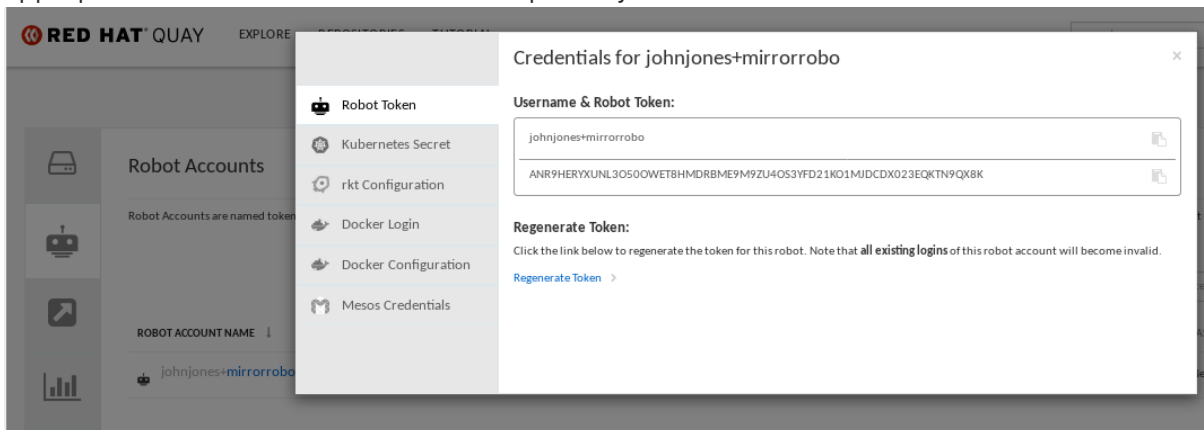 RED HAT QUAY EXPLORE
Credentials for johnjones+mirrorrobo ×
Robot Token
Kubernetes Secret
rkt Configuration
Docker Login
Docker Configuration
Mesos Credentials
Username & Robot Token:
johnjones+mirrorrobo
ANR9HERYXUNL3O50OWET8HMDRBME9M9ZU4OS3YFD21KO1MJDCDX023EQKTN9QX8K
Regenerate Token:
Click the link below to regenerate the token for this robot. Note that all existing logins of this robot account will become invalid.
Regenerate Token >
Robot Accounts
Robot Accounts are named token
ROBOT ACCOUNT NAME ↓
johnjones+mirrorrobo